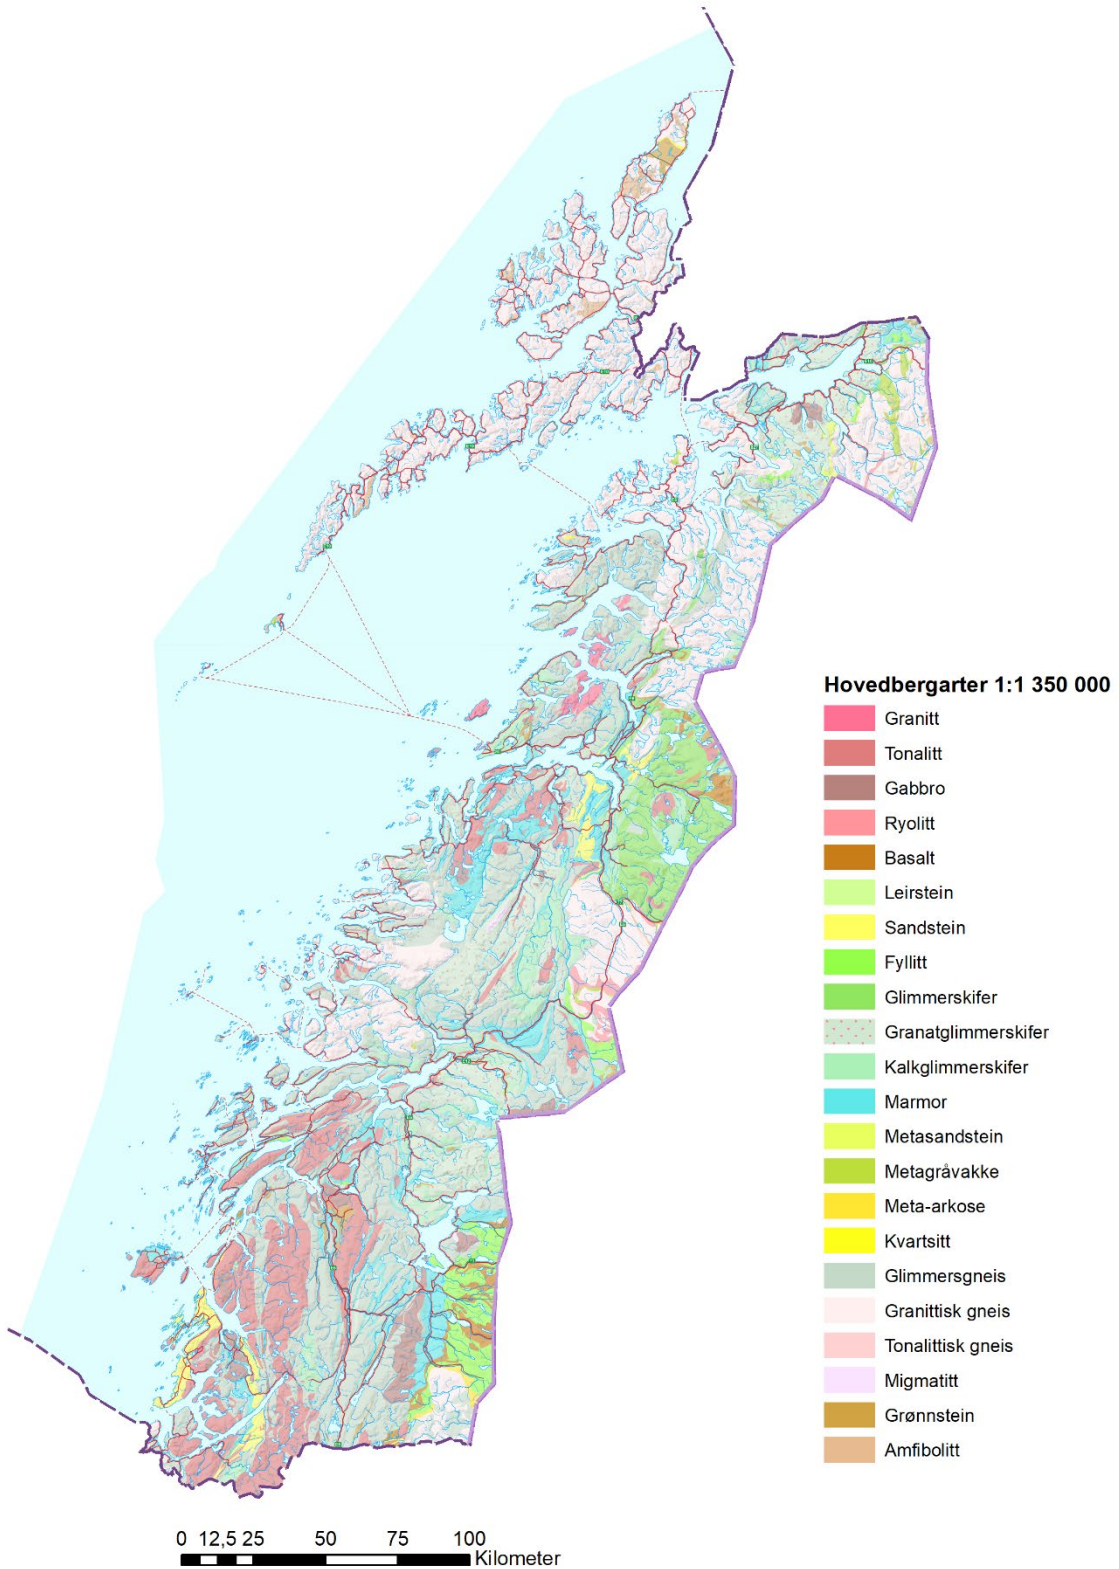 Hovedbergarter 1:1 350 000
Granitt
Tonalitt
Gabbro
Ryolitt
Basalt
Leirstein
Sandstein
Fyllitt
Glimmerskifer
Granatglimmerskifer
Kalkglimmerskifer
Marmor
Metasandstein
Metagråvakke
Meta-arkose
Kvartsitt
Glimmersgneis
Granittisk gneis
Tonalittisk gneis
Migmatitt
Grønnstein
Amfibolitt
0 12,5 25 50 75 100
Kilometer